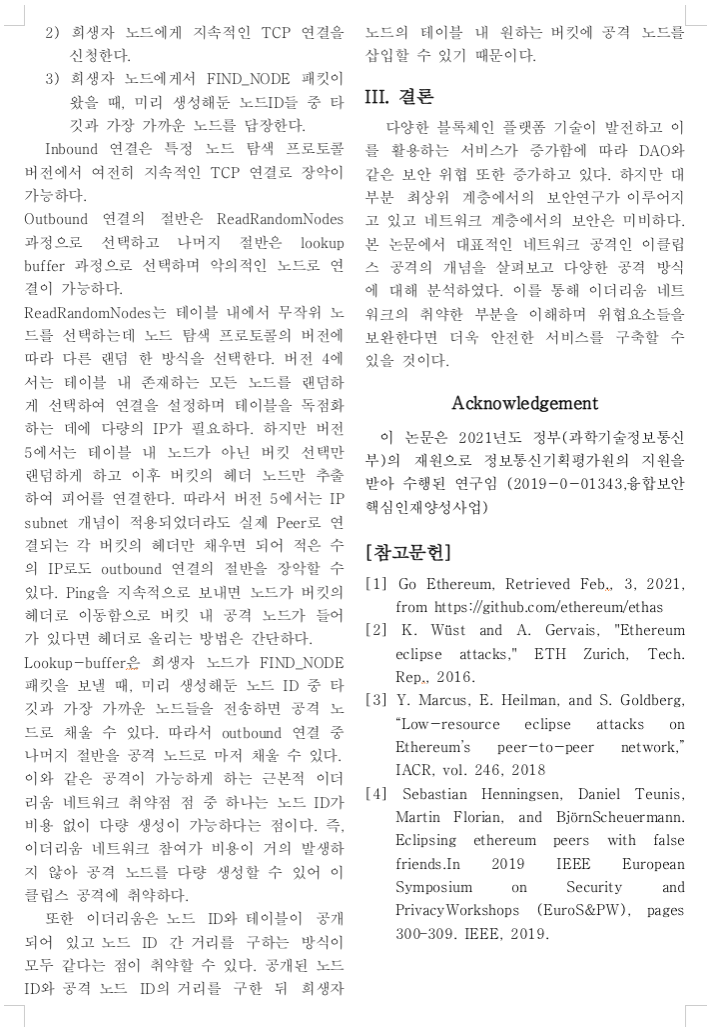 2) 희생자 노드에게 지속적인 TCP 연결을
신청한다.
3) 희생자 노드에게서 FIND_NODE 패킷이
왔을 때, 미리 생성해둔 노드ID들 중 타
깃과 가장 가까운 노드를 답장한다.
Inbound 연결은 특정 노드 탐색 프로토콜
버전에서 여전히 지속적인 TCP 연결로 장악이
가능하다.
Outbound 연결의 절반은 ReadRandomNodes
과정으로 선택하고 나머지 절반은 lookup
buffer 과정으로 선택하며 악의적인 노드로 연
결이 가능하다.
ReadRandomNodes는 테이블 내에서 무작위 노
드를 선택하는데 노드 탐색 프로토콜의 버전에
따라 다른 랜덤 한 방식을 선택한다. 버전 4에
서는 테이블 내 존재하는 모든 노드를 랜덤하
게 선택하여 연결을 설정하며 테이블을 독점화
하는 데에 다량의 IP가 필요하다. 하지만 버전
5에서는 테이블 내 노드가 아닌 버킷 선택만
랜덤하게 하고 이후 버킷의 헤더 노드만 추출
하여 피어를 연결한다. 따라서 버전 5에서는 IP
subnet 개념이 적용되었더라도 실제 Peer로 연
결되는 각 버킷의 헤더만 채우면 되어 적은 수
의 IP로도 outbound 연결의 절반을 장악할 수
있다. Ping을 지속적으로 보내면 노드가 버킷의
헤더로 이동함으로 버킷 내 공격 노드가 들어
가 있다면 헤더로 올리는 방법은 간단하다.
Lookup-buffer은 희생자 노드가 FIND_NODE
패킷을 보낼 때, 미리 생성해둔 노드 ID 중 타
깃과 가장 가까운 노드들을 전송하면 공격 노
드로 채울 수 있다. 따라서 outbound 연결 중
나머지 절반을 공격 노드로 마저 채울 수 있다.
이와 같은 공격이 가능하게 하는 근본적 이더
리움 네트워크 취약점 점 중 하나는 노드 ID가
비용 없이 다량 생성이 가능하다는 점이다. 즉,
이더리움 네트워크 참여가 비용이 거의 발생하
지 않아 공격 노드를 다량 생성할 수 있어 이
클립스 공격에 취약하다.
또한 이더리움은 노드 ID와 테이블이 공개
되어 있고 노드 ID 간 거리를 구하는 방식이
모두 같다는 점이 취약할 수 있다. 공개된 노드
ID와 공격 노드 ID의 거리를 구한 뒤 희생자
노드의 테이블 내 원하는 버킷에 공격 노드를
삽입할 수 있기 때문이다.
III. 결론
다양한 블록체인 플랫폼 기술이 발전하고 이
를 활용하는 서비스가 증가함에 따라 DAO와
같은 보안 위협 또한 증가하고 있다. 하지만 대
부분 최상위 계층에서의 보안연구가 이루어지
고 있고 네트워크 계층에서의 보안은 미비하다.
본 논문에서 대표적인 네트워크 공격인 이클립
스 공격의 개념을 살펴보고 다양한 공격 방식
에 대해 분석하였다. 이를 통해 이더리움 네트
워크의 취약한 부분을 이해하며 위협요소들을
보완한다면 더욱 안전한 서비스를 구축할 수
있을 것이다.
Acknowledgement
이 논문은 2021년도 정부(과학기술정보통신
부)의 재원으로 정보통신기획평가원의 지원을
받아 수행된 연구임 (2019-0-01343,융합보안
핵심인재양성사업)
[참고문헌]
[1] Go Ethereum, Retrieved Feb., 3, 2021,
from https://github.com/ethereum/ethas
[2] K. Wüst and A. Gervais, "Ethereum
eclipse attacks," ETH Zurich, Tech.
Rep., 2016.
[3] Y. Marcus, E. Heilman, and S. Goldberg,
“Low-resource eclipse attacks on
Ethereum's peer-to-peer network,”
IACR, vol. 246, 2018
[4] Sebastian Henningsen, Daniel Teunis,
Martin Florian, and BjörnScheuermann.
Eclipsing ethereum peers with false
friends.In 2019 IEEE European
Symposium on Security and
PrivacyWorkshops (EuroS&PW), pages
300-309. IEEE, 2019.